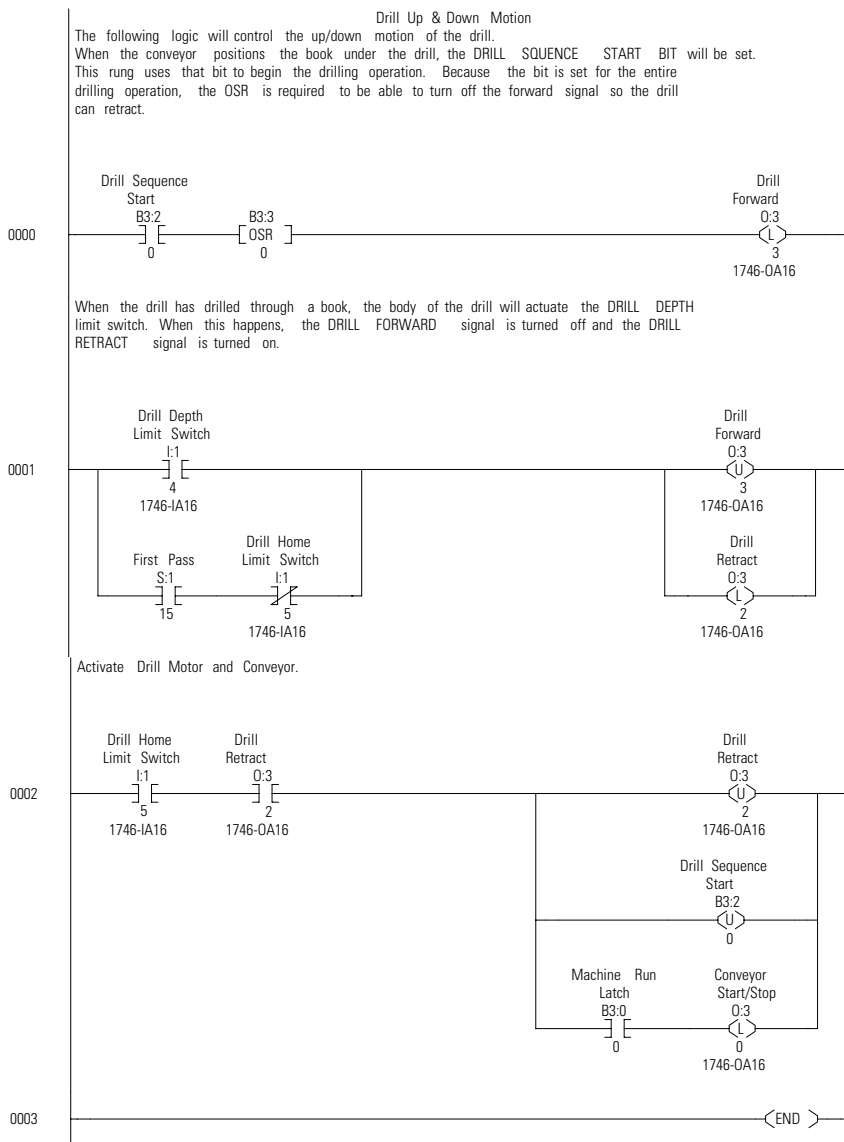 Drill Up & Down Motion
The following logic will control the up/down motion of the drill.
When the conveyor positions the book under the drill, the DRILL SQUENCE START BIT will be set.
This rung uses that bit to begin the drilling operation. Because the bit is set for the entire
drilling operation, the OSR is required to be able to turn off the forward signal so the drill
can retract.
Drill Sequence Drill
Start Forward
B3:2 B3:3 O:3
0000 ] [ [ OSR ] (L)
0 0 3
1746-OA16
When the drill has drilled through a book, the body of the drill will actuate the DRILL DEPTH
limit switch. When this happens, the DRILL FORWARD signal is turned off and the DRILL
RETRACT signal is turned on.
Drill Depth Drill
Limit Switch Forward
I:1 O:3
0001 ] [ (U)
4 3
1746-IA16 1746-OA16
Drill Home Drill
First Pass Limit Switch Retract
S:1 I:1 O:3
] [ ]/[ (L)
15 5 2
1746-IA16 1746-OA16
Activate Drill Motor and Conveyor.
Drill Home Drill Drill
Limit Switch Retract Retract
I:1 O:3 O:3
0002 ] [ ] [ (U)
5 2 2
1746-IA16 1746-OA16 1746-OA16
Drill Sequence
Start
B3:2
(U)
0
Machine Run Conveyor
Latch Start/Stop
B3:0 O:3
] [ (L)
0 0
1746-OA16
0003 (END)